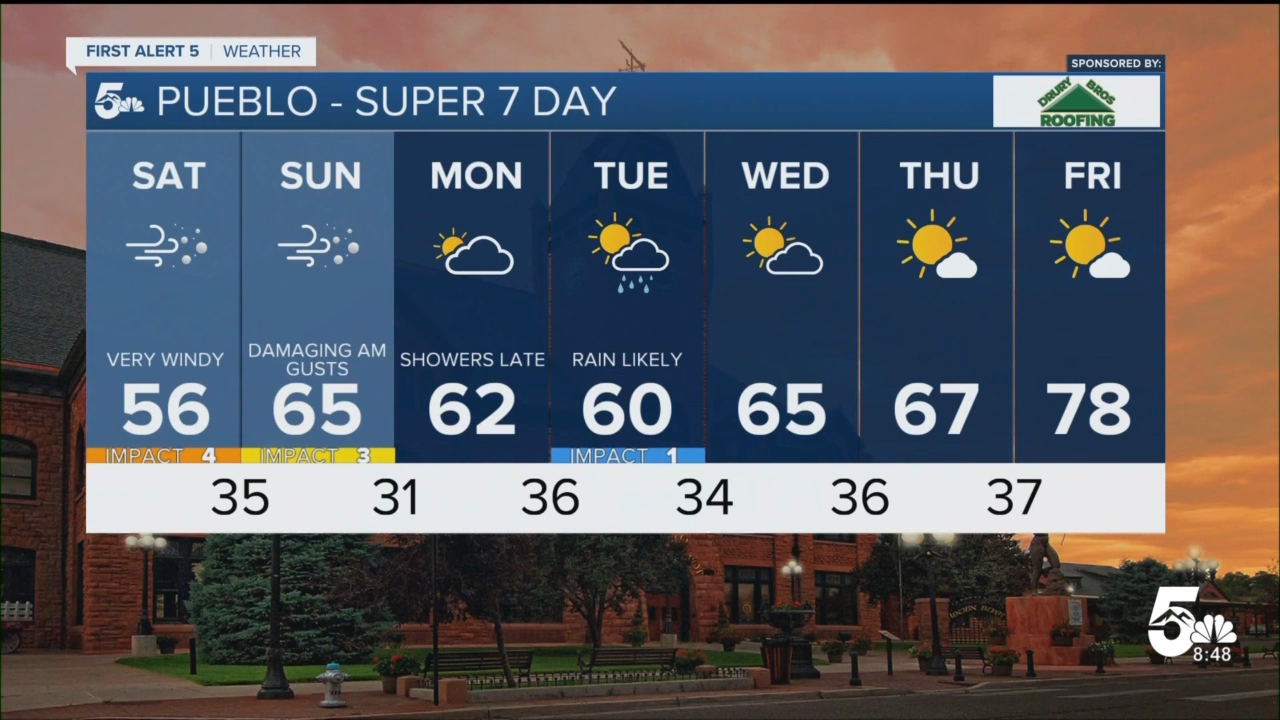 FIRST ALERT 5 | WEATHER
SPONSORED BY:
5 PUEBLO - SUPER 7 DAY
DRURY BROS
ROOFING
SAT SUN MON TUE WED THU FRI
VERY WINDY DAMAGING AM GUSTS SHOWERS LATE RAIN LIKELY
56 65 62 60 65 67 78
IMPACT 4 IMPACT 3 IMPACT 1
35 31 36 34 36 37
5
8:48